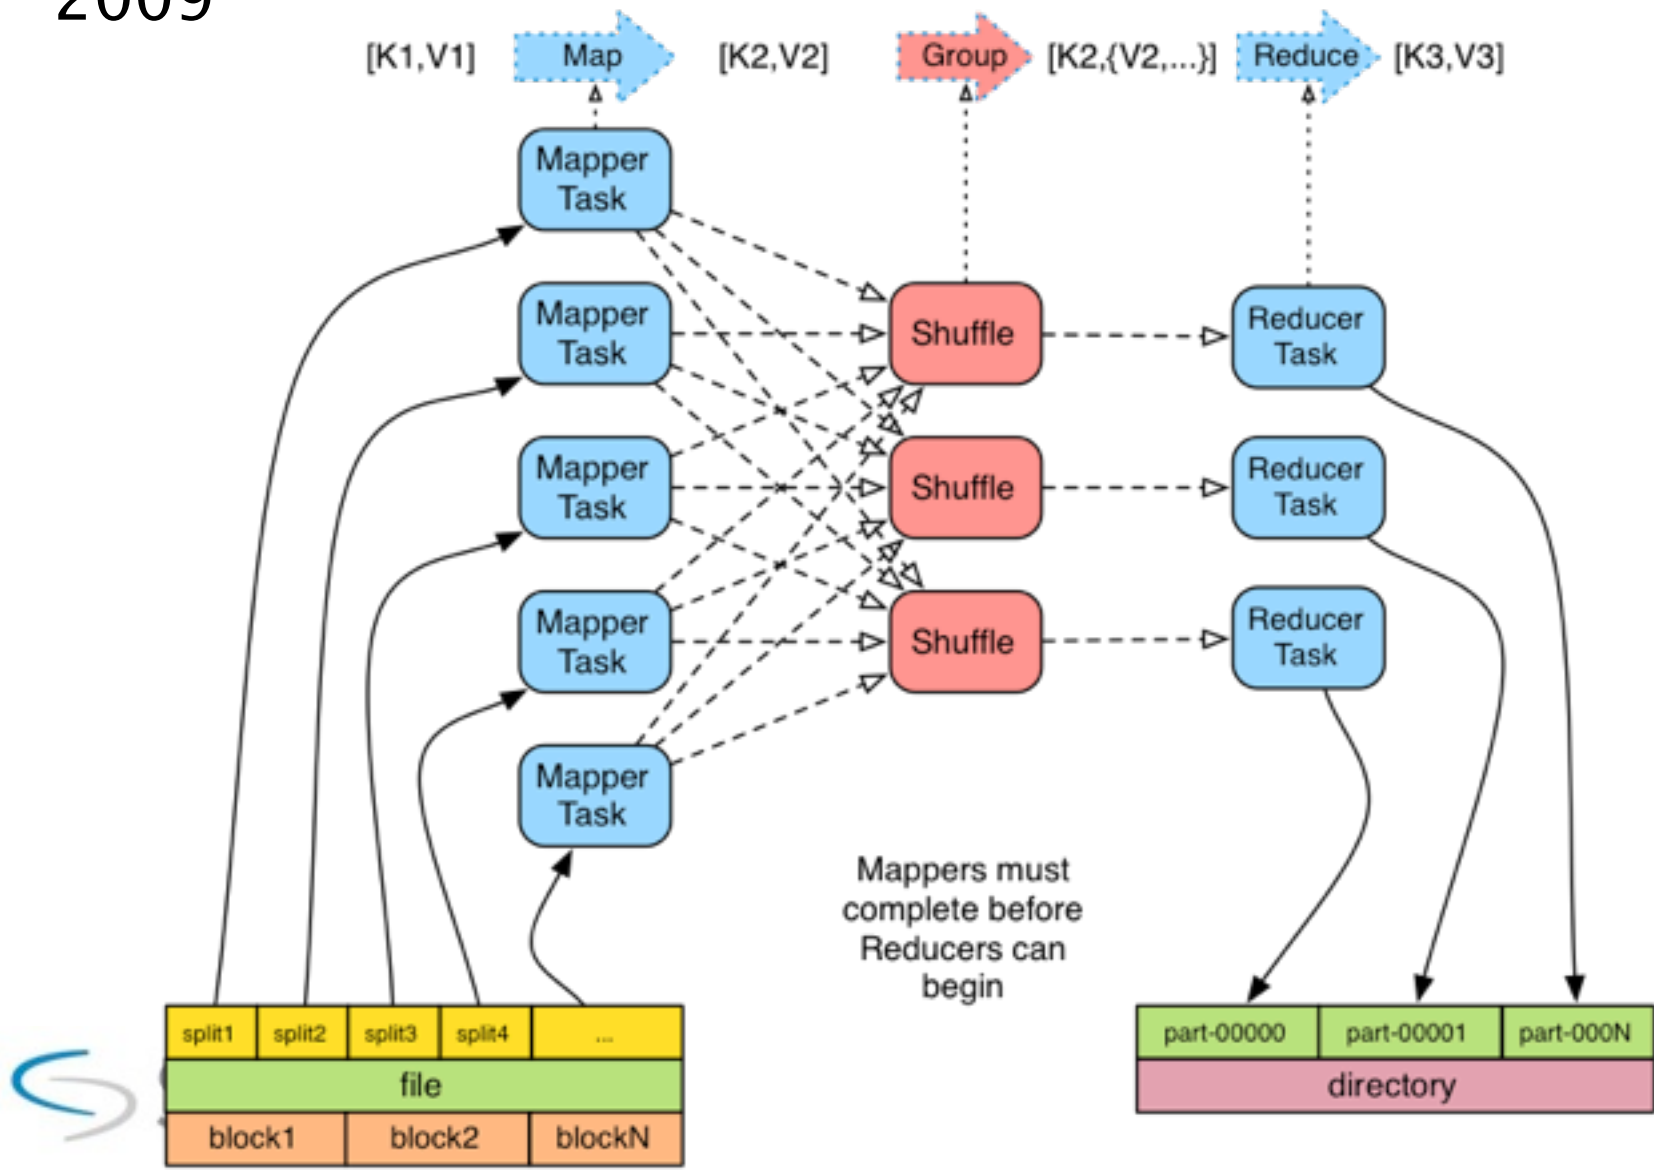 2009
[K1,V1] Map [K2,V2] Group [K2,{V2,...}] Reduce [K3,V3]
Mapper
Task
Mapper
Task
Mapper
Task
Mapper
Task
Mapper
Task
Shuffle
Shuffle
Shuffle
Reducer
Task
Reducer
Task
Reducer
Task
Mappers must
complete before
Reducers can
begin
split1 split2 split3 split4 ...
file
block1 block2 blockN
part-00000 part-00001 part-000N
directory